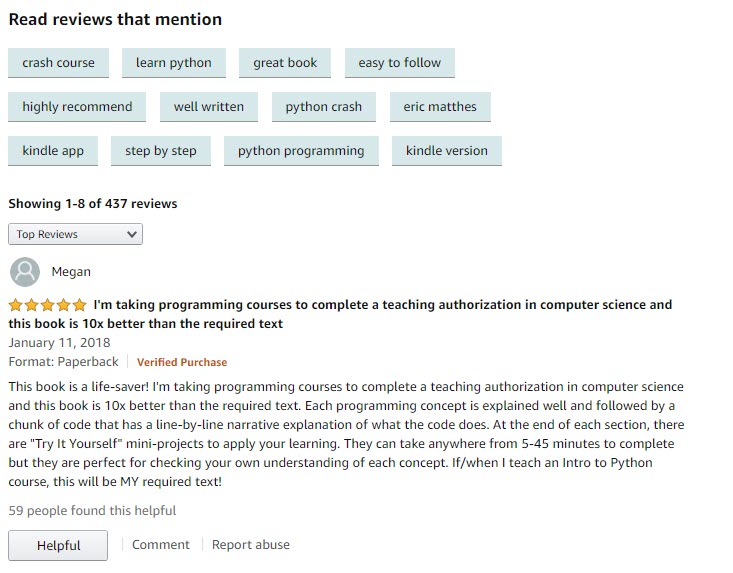 Read reviews that mention
crash course learn python great book easy to follow
highly recommend well written python crash eric matthes
kindle app step by step python programming kindle version
Showing 1-8 of 437 reviews
Top Reviews
Megan
I'm taking programming courses to complete a teaching authorization in computer science and
this book is 10x better than the required text
January 11, 2018
Format: Paperback Verified Purchase
This book is a life-saver! I'm taking programming courses to complete a teaching authorization in computer science
and this book is 10x better than the required text. Each programming concept is explained well and followed by a
chunk of code that has a line-by-line narrative explanation of what the code does. At the end of each section, there
are "Try It Yourself" mini-projects to apply your learning. They can take anywhere from 5-45 minutes to complete
but they are perfect for checking your own understanding of each concept. If/when I teach an Intro to Python
course, this will be MY required text!
59 people found this helpful
Helpful Comment Report abuse